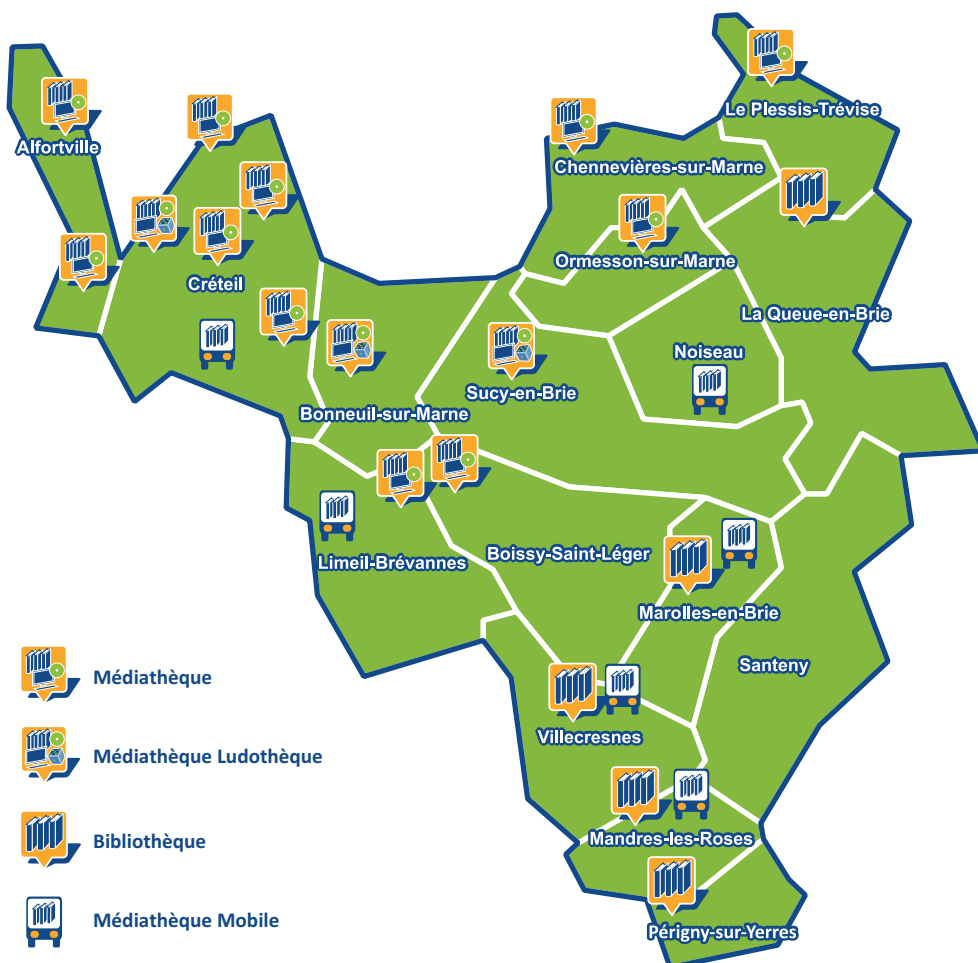 Le Plessis-Trévise
Alfortville
Chennevières-sur-Marne
Ormesson-sur-Marne
Créteil
La Queue-en-Brie
Noiseau
Sucy-en-Brie
Bonneuil-sur-Marne
Boissy-Saint-Léger
Limeil-Brévannes
Marolles-en-Brie
Santeny
Villecresnes
Mandres-les-Roses
Périgny-sur-Yerres
Médiathèque
Médiathèque Ludothèque
Bibliothèque
Médiathèque Mobile